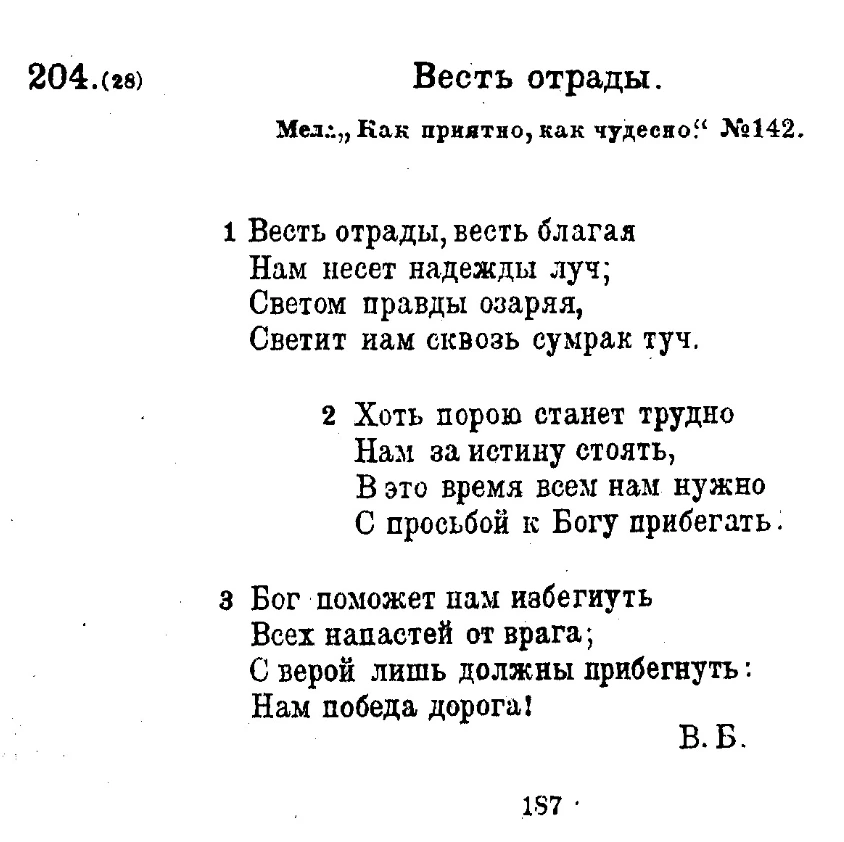 204.(28) Весть отрады.
Мел.: „Как приятно, как чудесно“ №142.
1 Весть отрады, весть благая
Нам несет надежды луч;
Светом правды озаряя,
Светит нам сквозь сумрак туч.
2 Хоть порою станет трудно
Нам за истину стоять,
В это время всем нам нужно
С просьбой к Богу прибегать.
3 Бог поможет нам избегнуть
Всех напастей от врага;
С верой лишь должны прибегнуть:
Нам победа дорога!
В. Б.
187